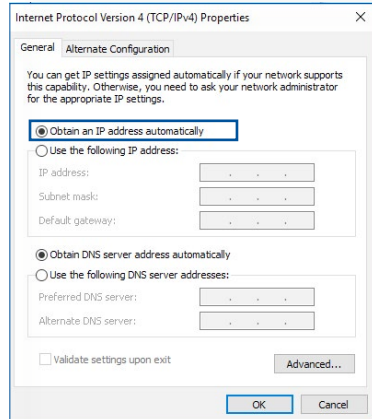 Internet Protocol Version 4 (TCP/IPv4) Properties
General
Alternate Configuration
You can get IP settings assigned automatically if your network supports
this capability. Otherwise, you need to ask your network administrator
for the appropriate IP settings.
Obtain an IP address automatically
Use the following IP address:
IP address:
Subnet mask:
Default gateway:
Obtain DNS server address automatically
Use the following DNS server addresses:
Preferred DNS server:
Alternate DNS server:
Validate settings upon exit
Advanced...
OK
Cancel